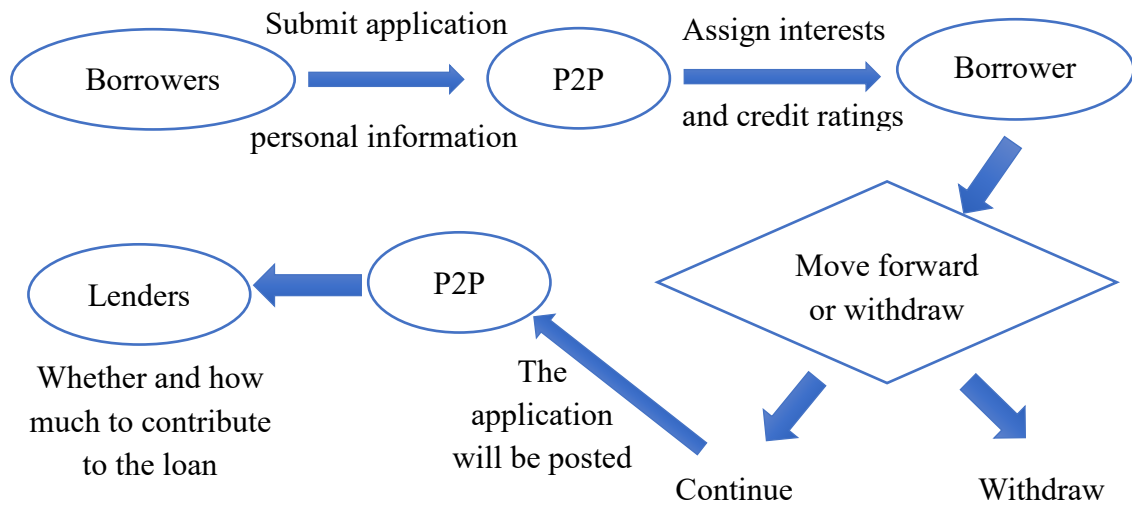 Borrowers
Submit application
personal information
P2P
Assign interests
and credit ratings
Borrower
Move forward
or withdraw
Continue
Withdraw
The
application
will be posted
P2P
Lenders
Whether and how
much to contribute
to the loan